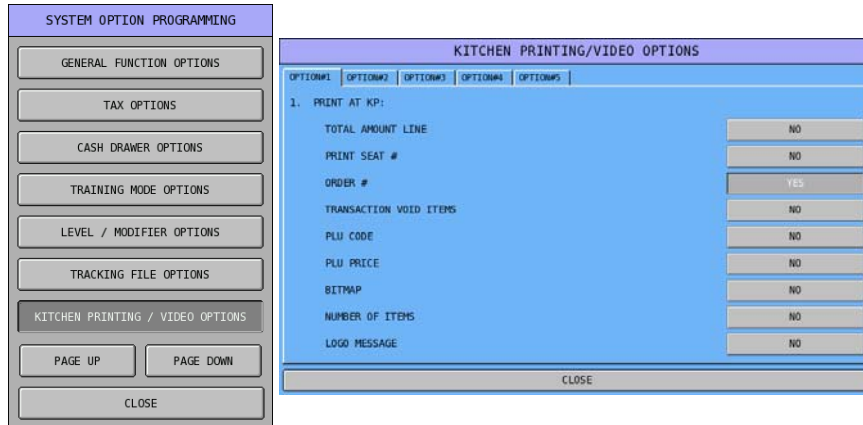 SYSTEM OPTION PROGRAMMING
GENERAL FUNCTION OPTIONS
TAX OPTIONS
CASH DRAWER OPTIONS
TRAINING MODE OPTIONS
LEVEL / MODIFIER OPTIONS
TRACKING FILE OPTIONS
KITCHEN PRINTING / VIDEO OPTIONS
PAGE UP PAGE DOWN
CLOSE
KITCHEN PRINTING/VIDEO OPTIONS
OPTION#1 OPTION#2 OPTION#3 OPTION#4 OPTION#5
1. PRINT AT KP:
TOTAL AMOUNT LINE NO
PRINT SEAT # NO
ORDER # YES
TRANSACTION VOID ITEMS NO
PLU CODE NO
PLU PRICE NO
BITMAP NO
NUMBER OF ITEMS NO
LOGO MESSAGE NO
CLOSE